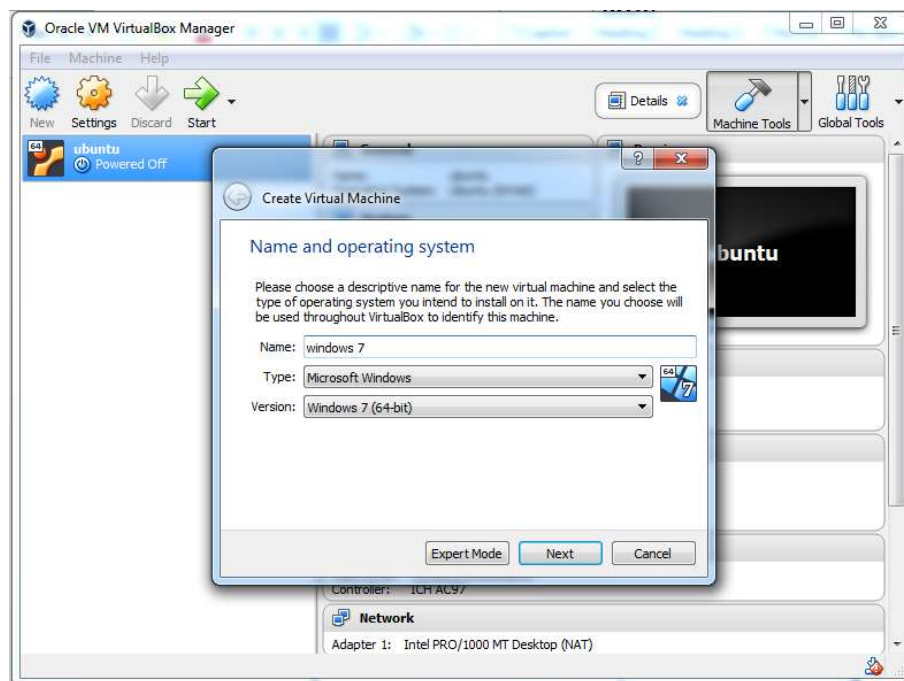 Oracle VM VirtualBox Manager
File Machine Help
New Settings Discard Start
Details
Machine Tools
Global Tools
64
ubuntu
Powered Off
Create Virtual Machine
Name and operating system
Please choose a descriptive name for the new virtual machine and select the
type of operating system you intend to install on it. The name you choose will
be used throughout VirtualBox to identify this machine.
Name: windows 7
Type: Microsoft Windows
64
7
Version: Windows 7 (64-bit)
Expert Mode Next Cancel
buntu
Controller: ICH AC97
Network
Adapter 1: Intel PRO/1000 MT Desktop (NAT)